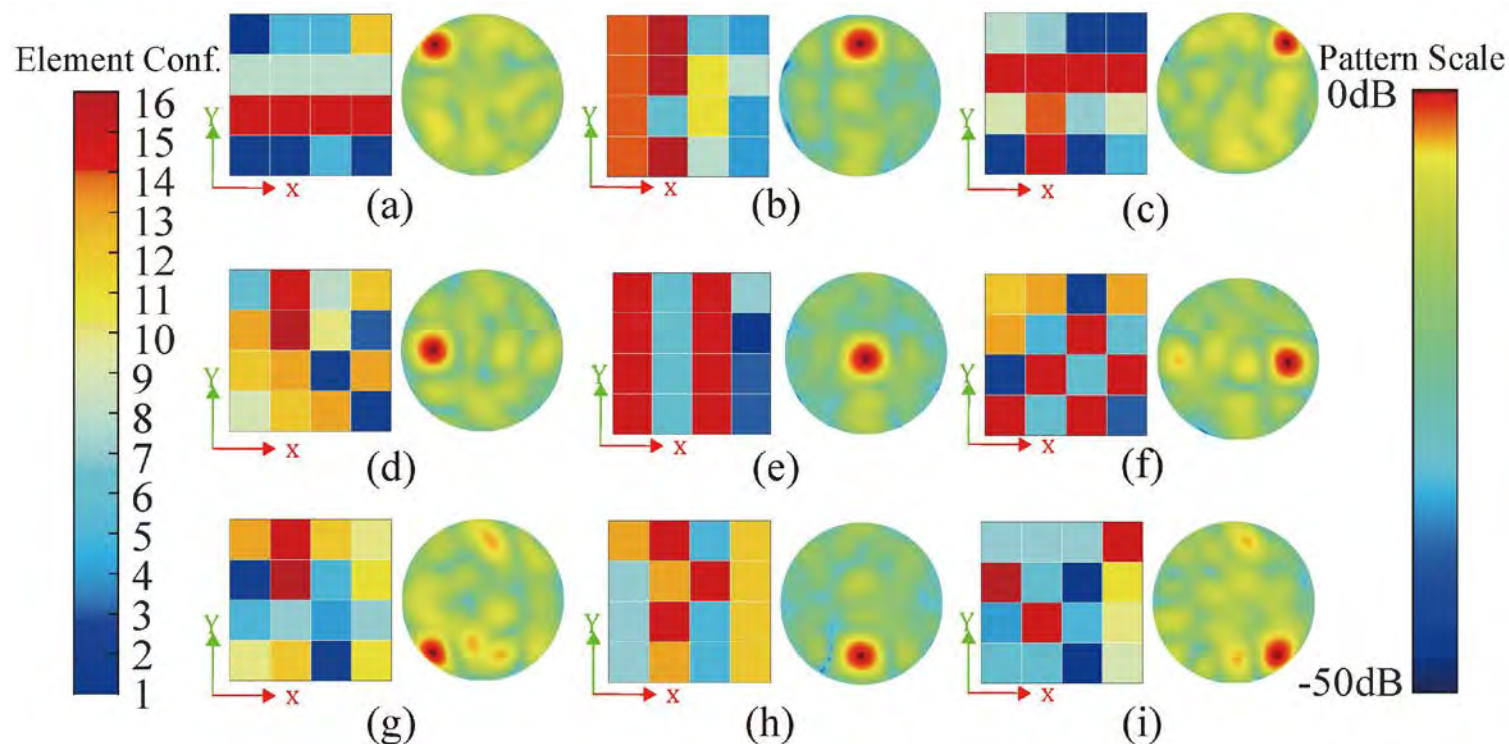 Element Conf.
16
15
14
13
12
11
10
9
8
7
6
5
4
3
2
1
Y
X
(a)
Y
X
(b)
Y
X
(c)
Pattern Scale
0dB
-50dB
Y
X
(d)
Y
X
(e)
Y
X
(f)
Y
X
(g)
Y
X
(h)
Y
X
(i)